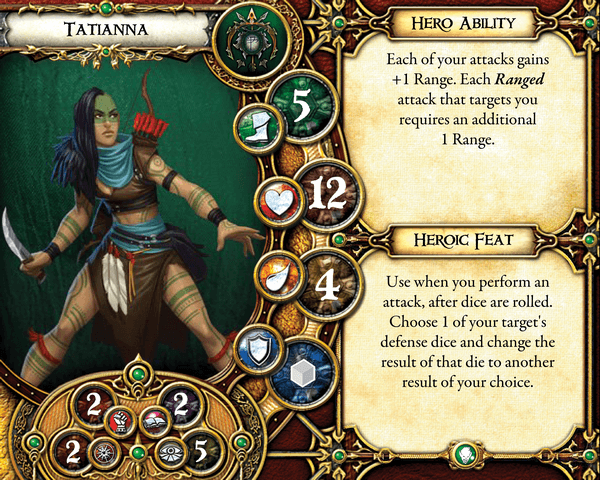 Tatianna
5
12
4
2 2
2 5
Hero Ability
Each of your attacks gains
+1 Range. Each Ranged
attack that targets you
requires an additional
1 Range.
Heroic Feat
Use when you perform an
attack, after dice are rolled.
Choose 1 of your target's
defense dice and change the
result of that die to another
result of your choice.